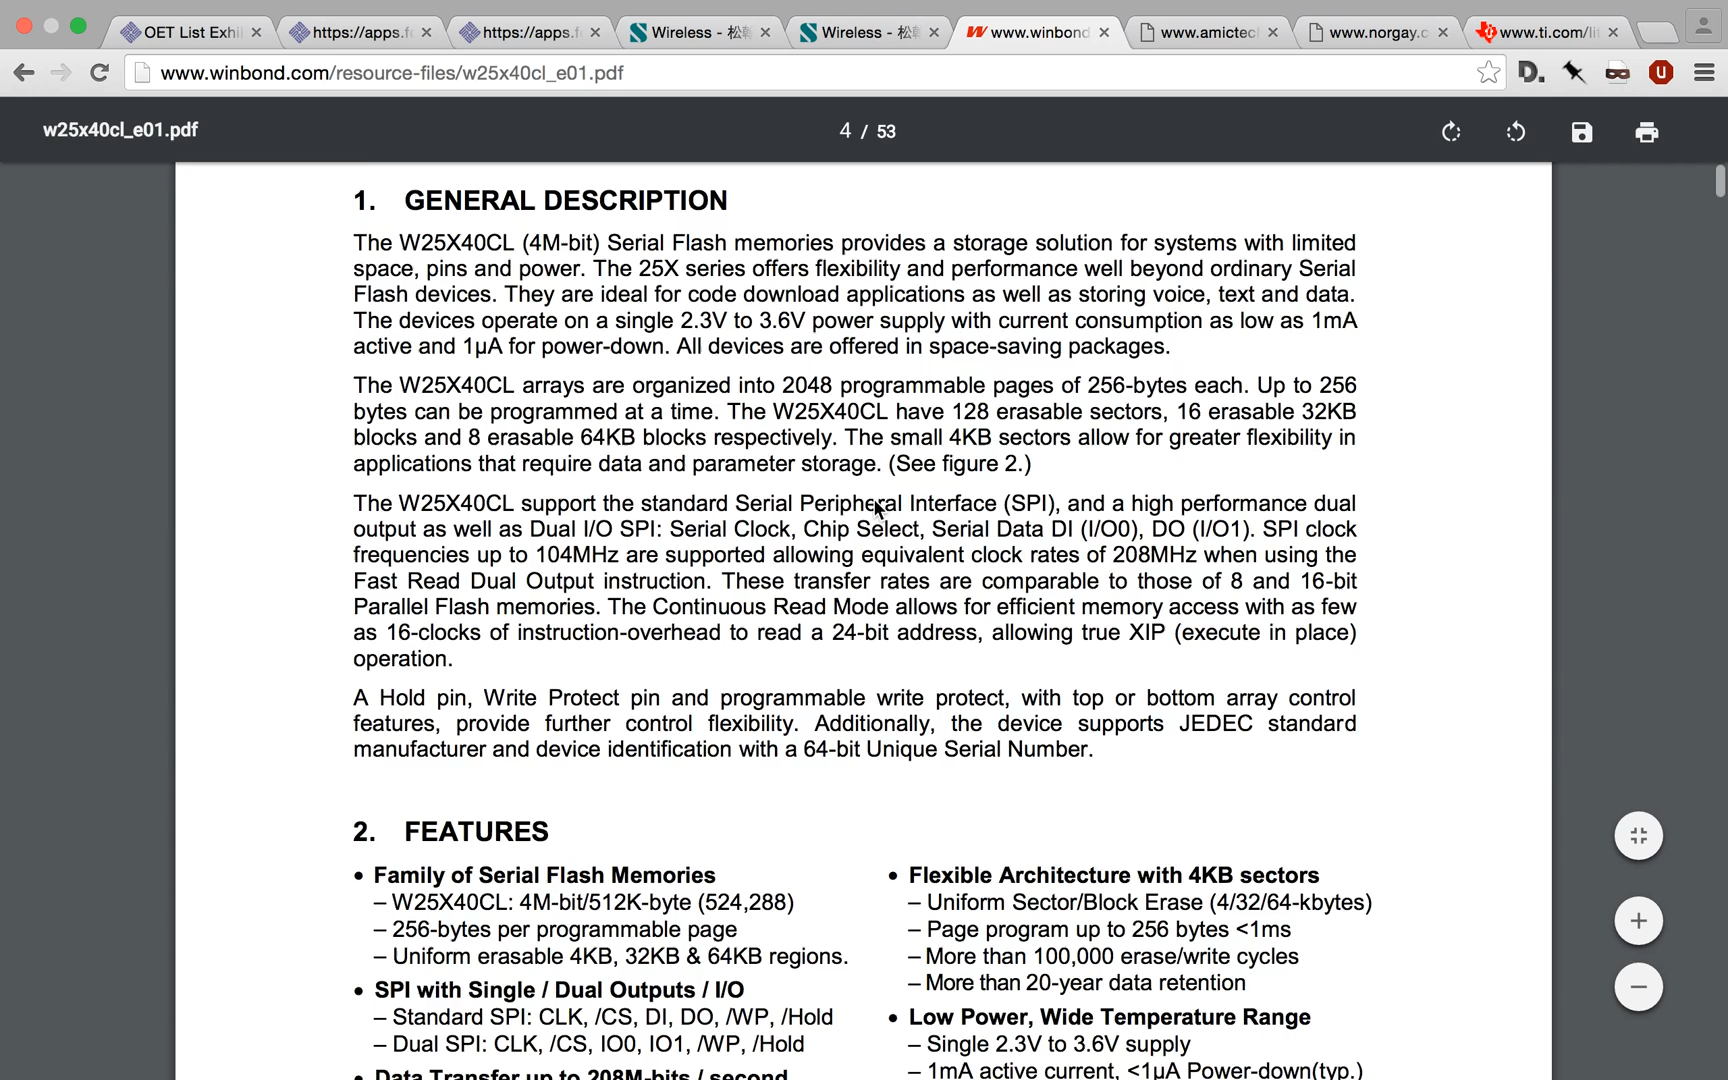 OET List Exhi
https://apps.f
https://apps.f
Wireless - 松
Wireless - 松
www.winbond
www.amictec
www.norgay.c
www.ti.com/lit
www.winbond.com/resource-files/w25x40cl_e01.pdf
w25x40cl_e01.pdf
4 / 53
1. GENERAL DESCRIPTION
The W25X40CL (4M-bit) Serial Flash memories provides a storage solution for systems with limited
space, pins and power. The 25X series offers flexibility and performance well beyond ordinary Serial
Flash devices. They are ideal for code download applications as well as storing voice, text and data.
The devices operate on a single 2.3V to 3.6V power supply with current consumption as low as 1mA
active and 1µA for power-down. All devices are offered in space-saving packages.
The W25X40CL arrays are organized into 2048 programmable pages of 256-bytes each. Up to 256
bytes can be programmed at a time. The W25X40CL have 128 erasable sectors, 16 erasable 32KB
blocks and 8 erasable 64KB blocks respectively. The small 4KB sectors allow for greater flexibility in
applications that require data and parameter storage. (See figure 2.)
The W25X40CL support the standard Serial Peripheral Interface (SPI), and a high performance dual
output as well as Dual I/O SPI: Serial Clock, Chip Select, Serial Data DI (I/O0), DO (I/O1). SPI clock
frequencies up to 104MHz are supported allowing equivalent clock rates of 208MHz when using the
Fast Read Dual Output instruction. These transfer rates are comparable to those of 8 and 16-bit
Parallel Flash memories. The Continuous Read Mode allows for efficient memory access with as few
as 16-clocks of instruction-overhead to read a 24-bit address, allowing true XIP (execute in place)
operation.
A Hold pin, Write Protect pin and programmable write protect, with top or bottom array control
features, provide further control flexibility. Additionally, the device supports JEDEC standard
manufacturer and device identification with a 64-bit Unique Serial Number.
2. FEATURES
• Family of Serial Flash Memories
– W25X40CL: 4M-bit/512K-byte (524,288)
– 256-bytes per programmable page
– Uniform erasable 4KB, 32KB & 64KB regions.
• SPI with Single / Dual Outputs / I/O
– Standard SPI: CLK, /CS, DI, DO, /WP, /Hold
– Dual SPI: CLK, /CS, IO0, IO1, /WP, /Hold
• Data Transfer up to 208M-bits / second
• Flexible Architecture with 4KB sectors
– Uniform Sector/Block Erase (4/32/64-kbytes)
– Page program up to 256 bytes <1ms
– More than 100,000 erase/write cycles
– More than 20-year data retention
• Low Power, Wide Temperature Range
– Single 2.3V to 3.6V supply
– 1mA active current, <1µA Power-down(typ.)